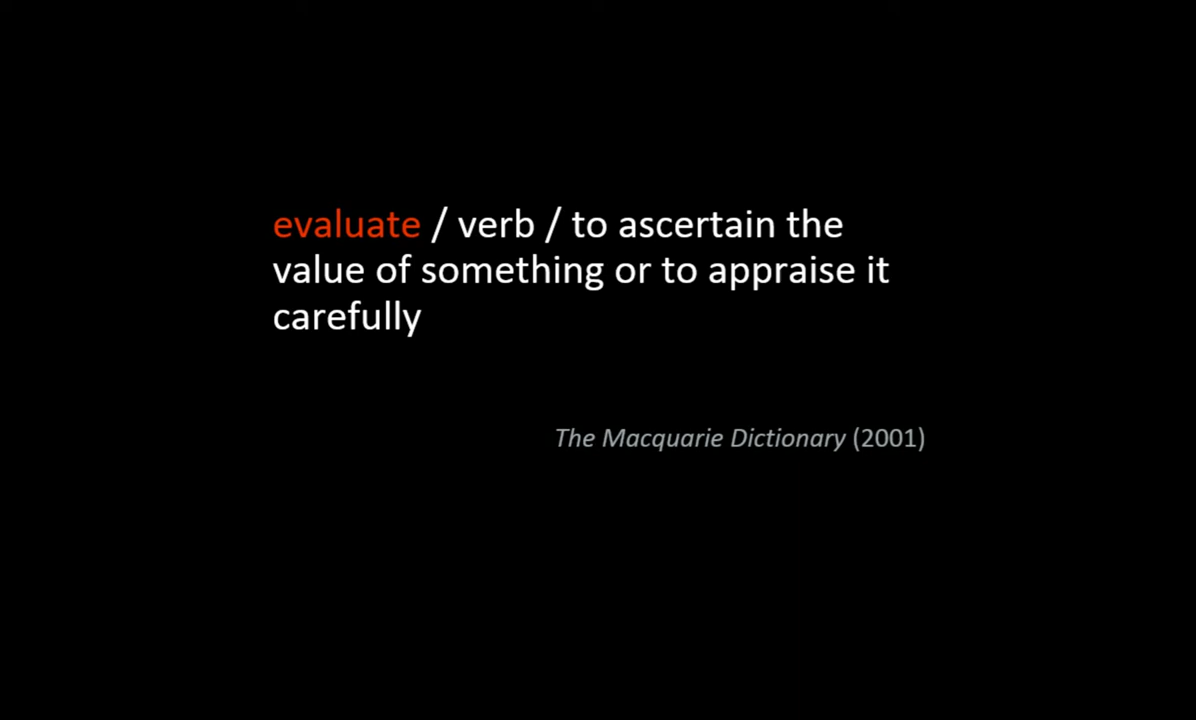 evaluate / verb / to ascertain the
value of something or to appraise it
carefully
The Macquarie Dictionary (2001)